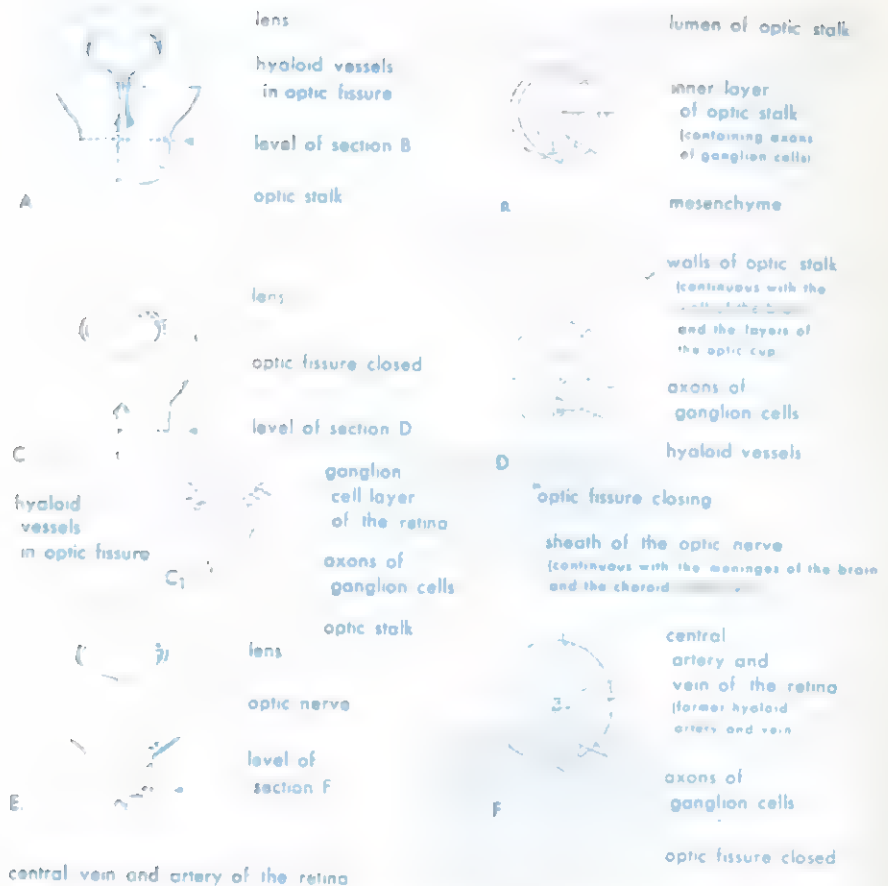 lens
hyaloid vessels
in optic fissure
level of section B
optic stalk
A
lumen of optic stalk
inner layer
of optic stalk
(containing axons
of ganglion cells)
mesenchyme
B
lens
optic fissure closed
level of section D
C
walls of optic stalk
(continuous with the
wall of the
and the layers of
the optic cup
axons of
ganglion cells
hyaloid vessels
D
optic fissure closing
hyaloid
vessels
in optic fissure
C1
ganglion
cell layer
of the retina
axons of
ganglion cells
optic stalk
sheath of the optic nerve
(continuous with the meninges of the brain
and the choroid
lens
optic nerve
level of
section F
E
central vein and artery of the retina
central
artery and
vein of the retina
(former hyaloid
artery and vein
axons of
ganglion cells
optic fissure closed
F